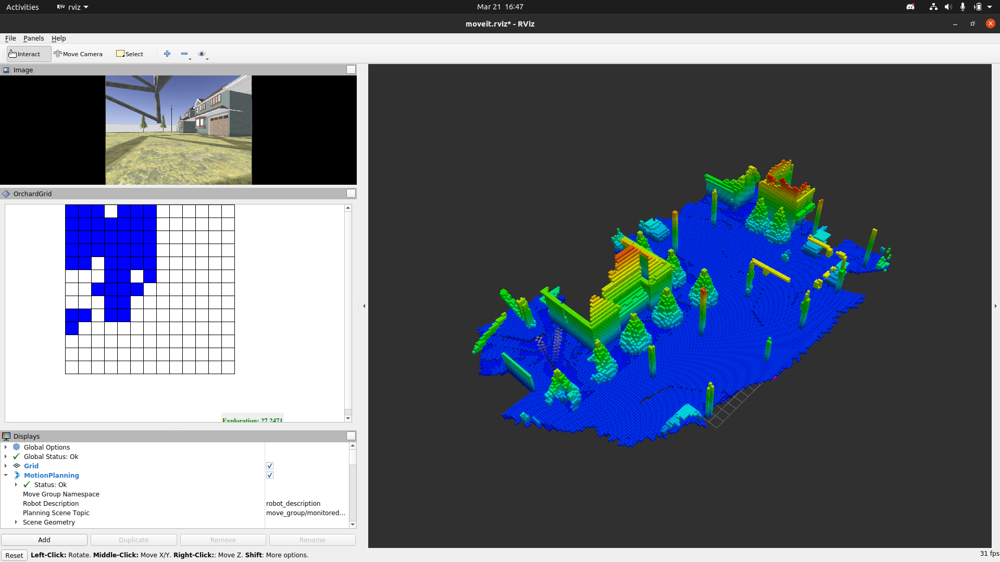 Activities
rviz
Mar 21 16:47
moveit.rviz* - RViz
File Panels Help
Interact
Move Camera
Select
Image
OrchardGrid
Exploration: 27.2471
Displays
Global Options
Global Status: Ok
Grid
MotionPlanning
Status: Ok
Move Group Namespace
Robot Description robot_description
Planning Scene Topic move_group/monitored...
Scene Geometry
Add Duplicate Remove Rename
Reset Left-Click: Rotate. Middle-Click: Move X/Y. Right-Click:: Move Z. Shift: More options.
31 fps